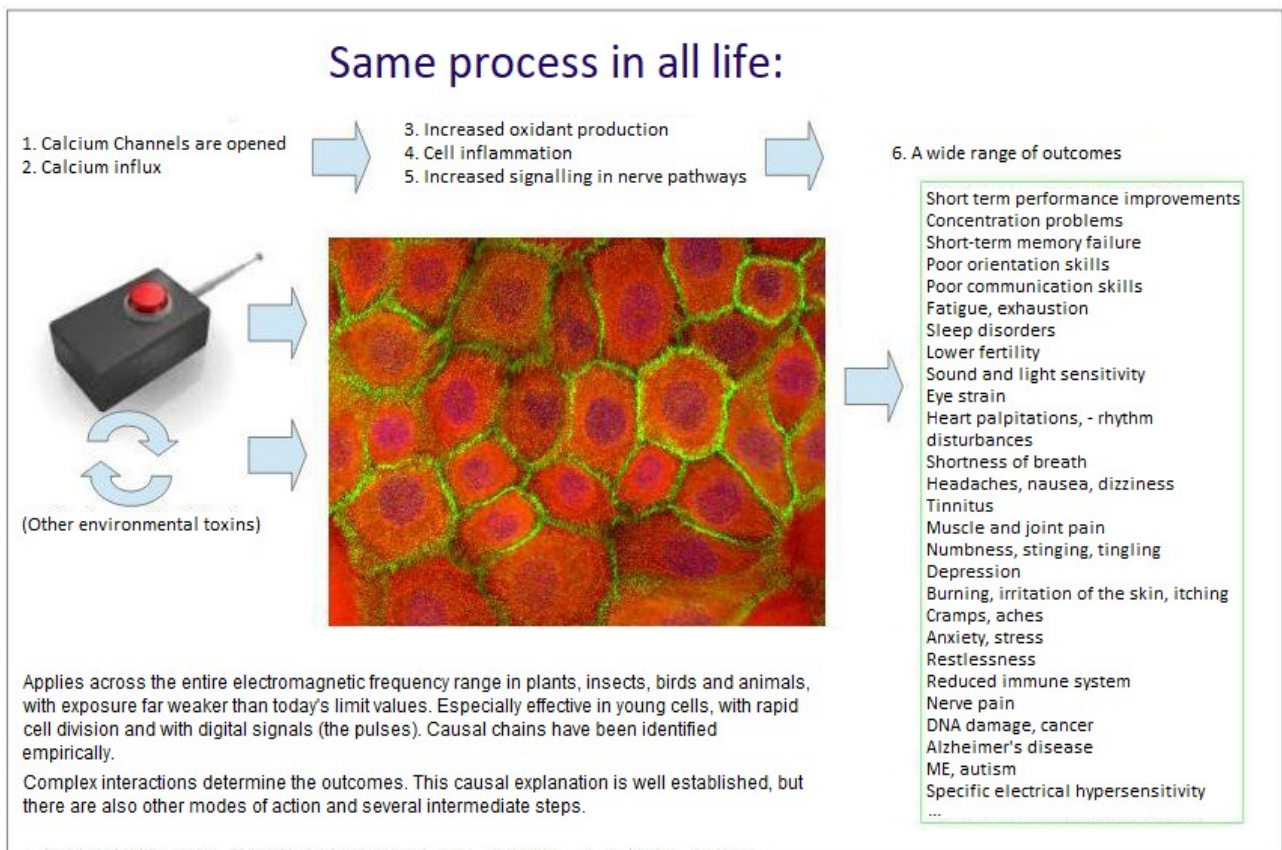 Same process in all life:
1. Calcium Channels are opened
2. Calcium influx
3. Increased oxidant production
4. Cell inflammation
5. Increased signalling in nerve pathways
6. A wide range of outcomes
Short term performance improvements
Concentration problems
Short-term memory failure
Poor orientation skills
Poor communication skills
Fatigue, exhaustion
Sleep disorders
Lower fertility
Sound and light sensitivity
Eye strain
Heart palpitations, - rhythm
disturbances
Shortness of breath
Headaches, nausea, dizziness
Tinnitus
Muscle and joint pain
Numbness, stinging, tingling
Depression
Burning, irritation of the skin, itching
Cramps, aches
Anxiety, stress
Restlessness
Reduced immune system
Nerve pain
DNA damage, cancer
Alzheimer's disease
ME, autism
Specific electrical hypersensitivity
...
(Other environmental toxins)
Applies across the entire electromagnetic frequency range in plants, insects, birds and animals,
with exposure far weaker than today's limit values. Especially effective in young cells, with rapid
cell division and with digital signals (the pulses). Causal chains have been identified
empirically.
Complex interactions determine the outcomes. This causal explanation is well established, but
there are also other modes of action and several intermediate steps.